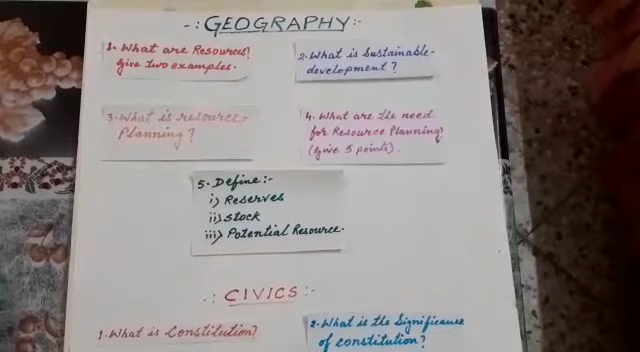 -: GEOGRAPHY :-
1. What are Resources?
Give two examples.
2. What is Sustainable-
development?
3. What is resource-
Planning?
4. What are the need
for Resource Planning?
(Give 5 points).
5. Define:-
i) Reserves
ii) Stock
iii) Potential Resource.
.: CIVICS :-
1. What is Constitution?
2. What is the Significance
of constitution?